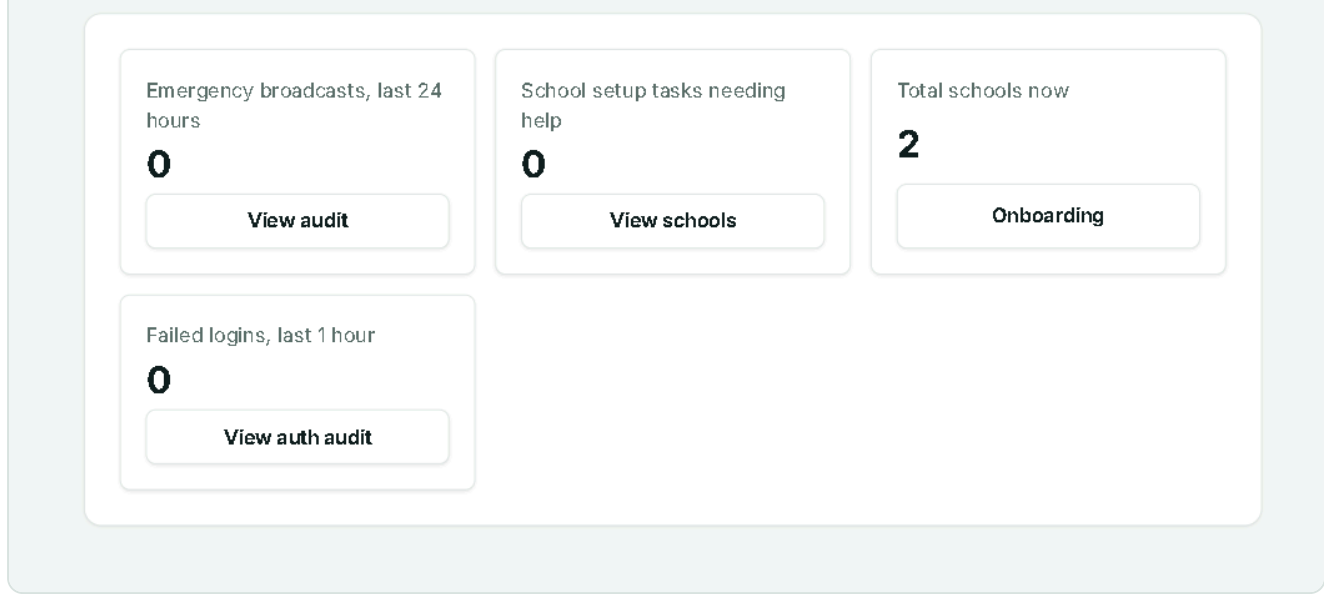 Emergency broadcasts, last 24
hours
0
View audit
School setup tasks needing
help
0
View schools
Total schools now
2
Onboarding
Failed logins, last 1 hour
0
View auth audit